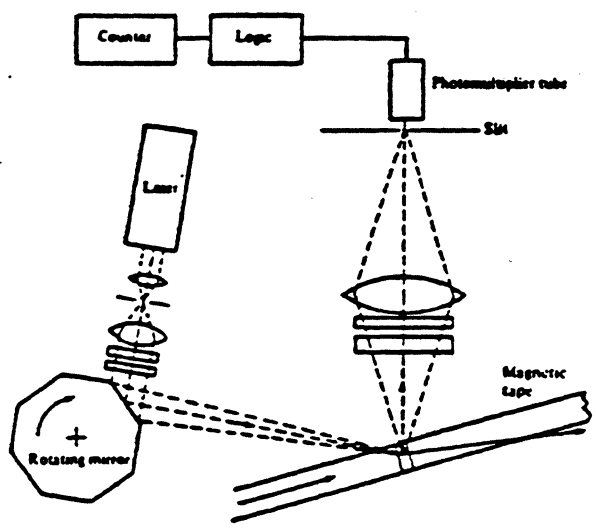 Counter
Logic
Photomultiplier tube
Slit
Laser
Magnetic
tape
Rotating mirror